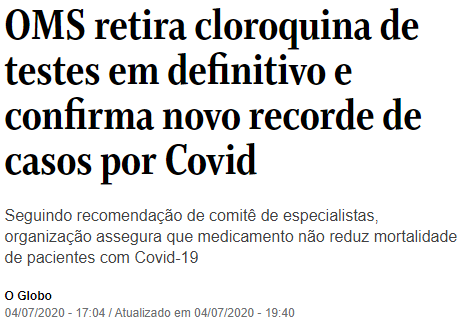 OMS retira cloroquina de
testes em definitivo e
confirma novo recorde de
casos por Covid
Seguindo recomendação de comitê de especialistas,
organização assegura que medicamento não reduz mortalidade
de pacientes com Covid-19
O Globo
04/07/2020 - 17:04 / Atualizado em 04/07/2020 - 19:40